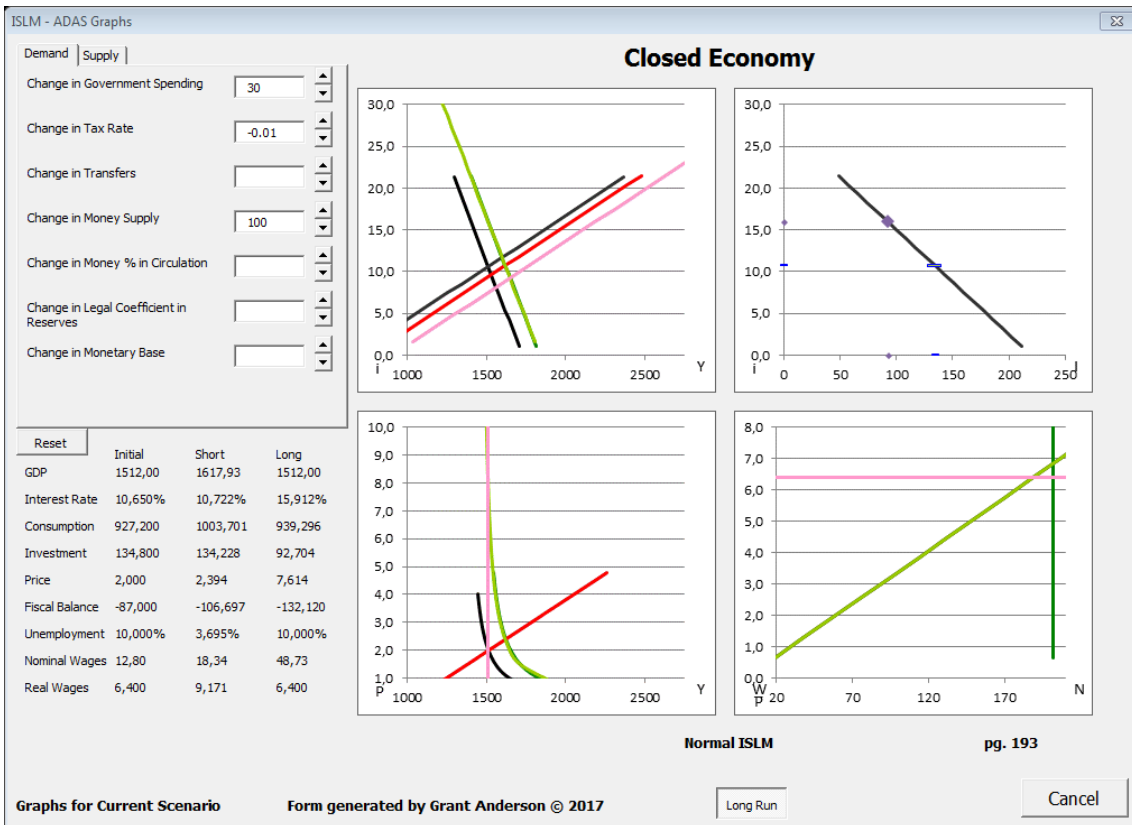 ISLM - ADAS Graphs
Demand Supply
Closed Economy
Change in Government Spending 30
Change in Tax Rate -0.01
Change in Transfers
Change in Money Supply 100
Change in Money % in Circulation
Change in Legal Coefficient in
Reserves
Change in Monetary Base
30,0
25,0
20,0
15,0
10,0
5,0
0,0
i 1000 1500 2000 2500 Y
30,0
25,0
20,0
15,0
10,0
5,0
0,0
i 0 50 100 150 200 250 I
Reset
Initial Short Long
GDP 1512,00 1617,93 1512,00
Interest Rate 10,650% 10,722% 15,912%
Consumption 927,200 1003,701 939,296
Investment 134,800 134,228 92,704
Price 2,000 2,394 7,614
Fiscal Balance -87,000 -106,697 -132,120
Unemployment 10,000% 3,695% 10,000%
Nominal Wages 12,80 18,34 48,73
Real Wages 6,400 9,171 6,400
10,0
9,0
8,0
7,0
6,0
5,0
4,0
3,0
2,0
1,0
P 1000 1500 2000 2500 Y
8,0
7,0
6,0
5,0
4,0
3,0
2,0
1,0
0,0
W
P 20 70 120 170 N
Normal ISLM pg. 193
Graphs for Current Scenario Form generated by Grant Anderson © 2017 Long Run Cancel